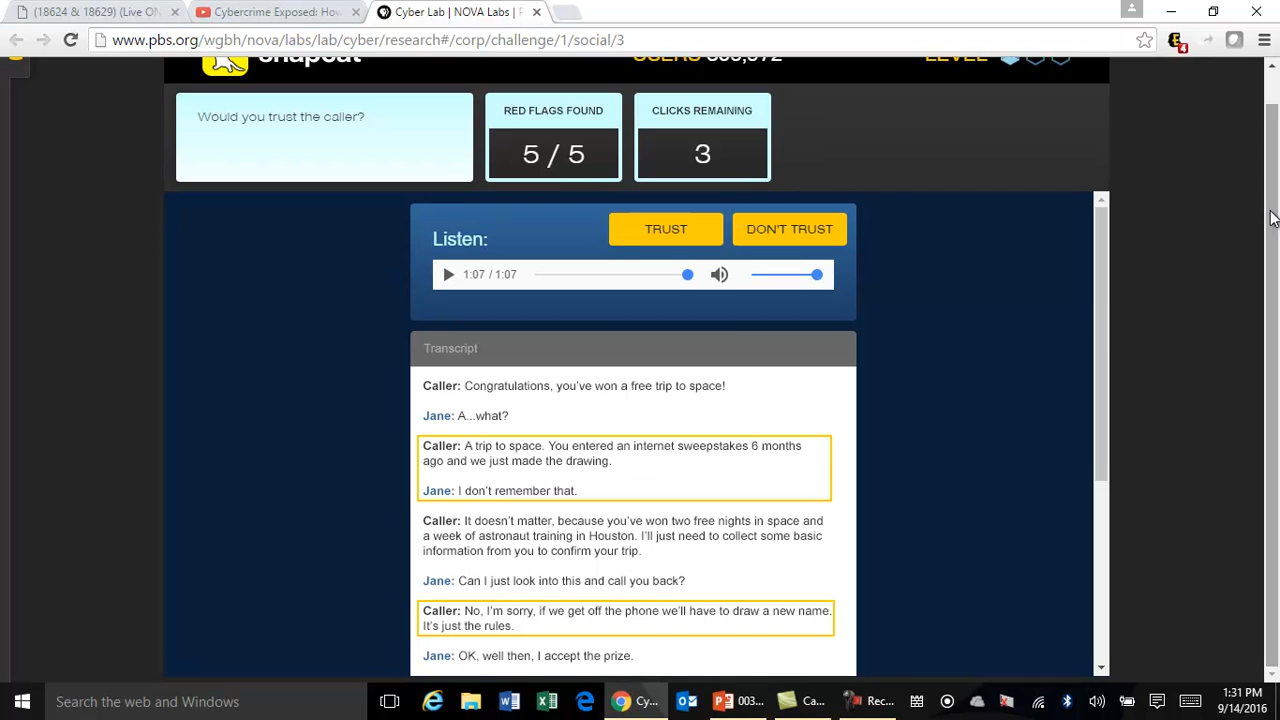 (18624 & 18629) (Live ON
Cybercrime Exposed: How
Cyber Lab | NOVA Labs | P
www.pbs.org/wgbh/nova/labs/lab/cyber/research#/corp/challenge/1/social/3
4
Would you trust the caller?
RED FLAGS FOUND
5 / 5
CLICKS REMAINING
3
Listen:
TRUST
DON'T TRUST
1:07 / 1:07
Transcript
Caller: Congratulations, you've won a free trip to space!
Jane: A...what?
Caller: A trip to space. You entered an internet sweepstakes 6 months
ago and we just made the drawing.
Jane: I don't remember that.
Caller: It doesn't matter, because you've won two free nights in space and
a week of astronaut training in Houston. I'll just need to collect some basic
information from you to confirm your trip.
Jane: Can I just look into this and call you back?
Caller: No, I'm sorry, if we get off the phone we'll have to draw a new name.
It's just the rules.
Jane: OK, well then, I accept the prize.
Search the web and Windows
Cy...
003...
Ca...
Rec...
1:31 PM
9/14/2016